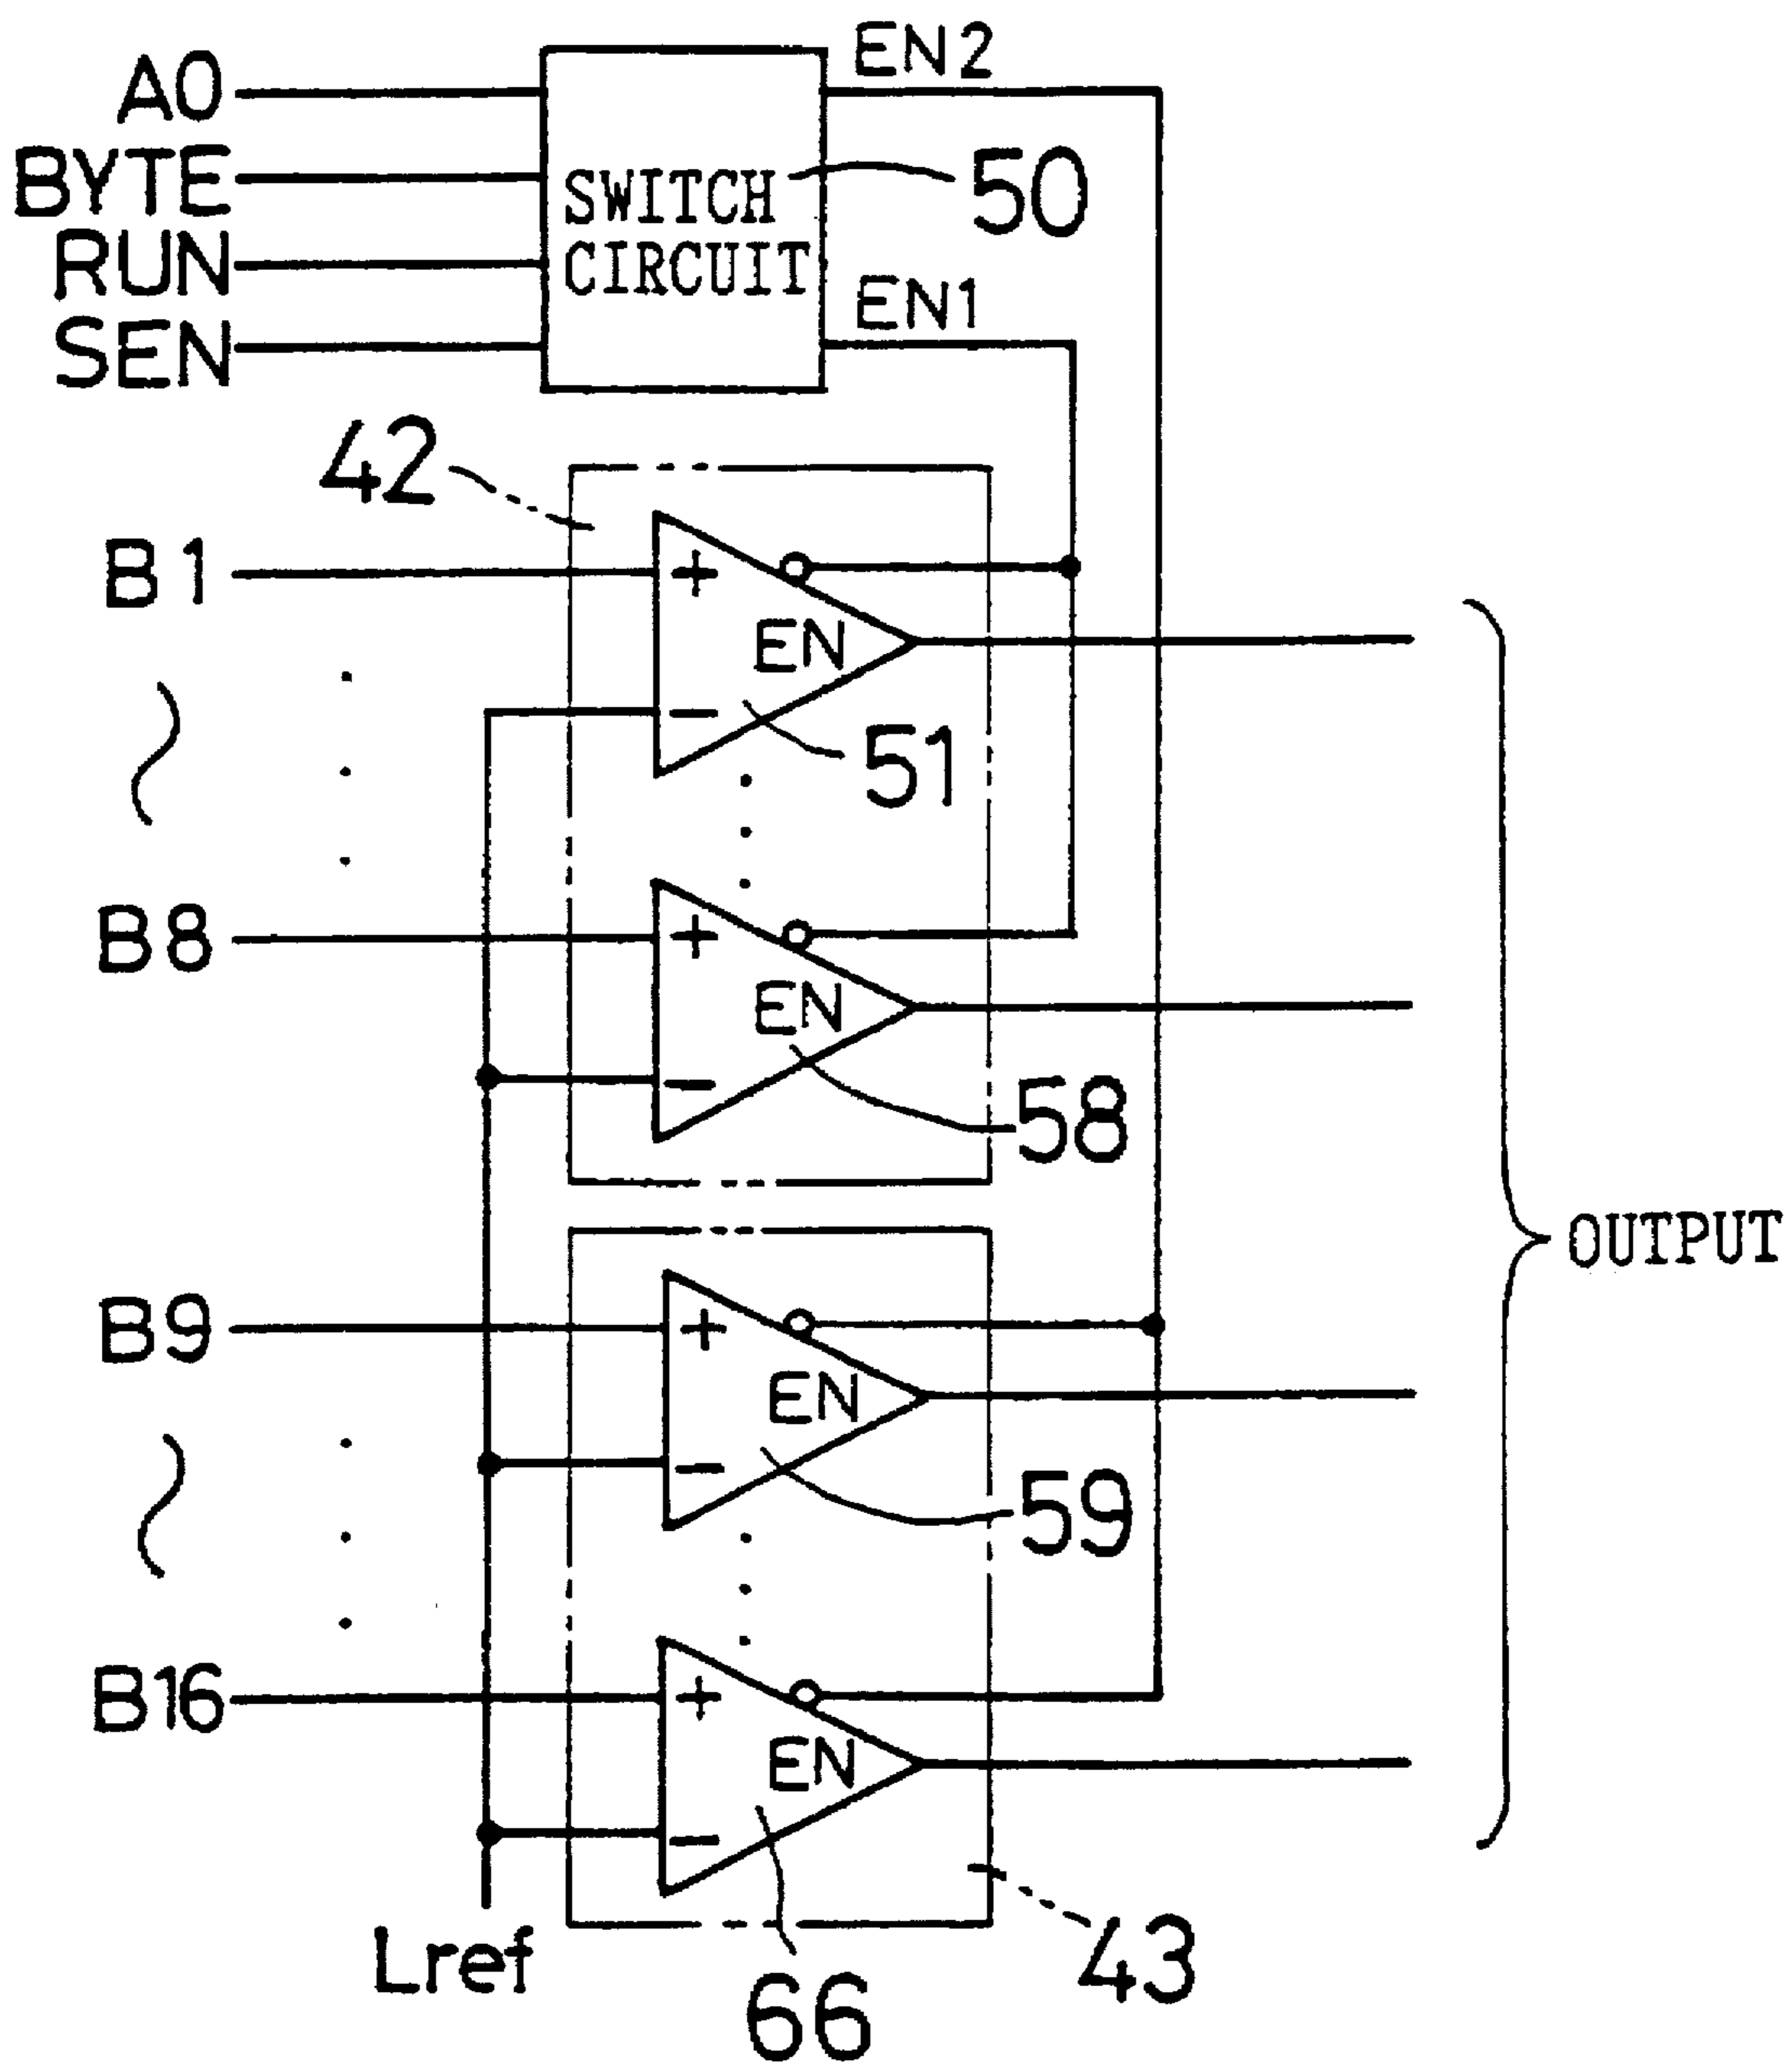 A0
BYTE
RUN
SEN
SWITCH
CIRCUIT
EN2
50
EN1
42
B1
+
EN
−
51
B8
+
EN
−
58
OUTPUT
B9
+
EN
−
59
B16
+
EN
−
66
43
Lref